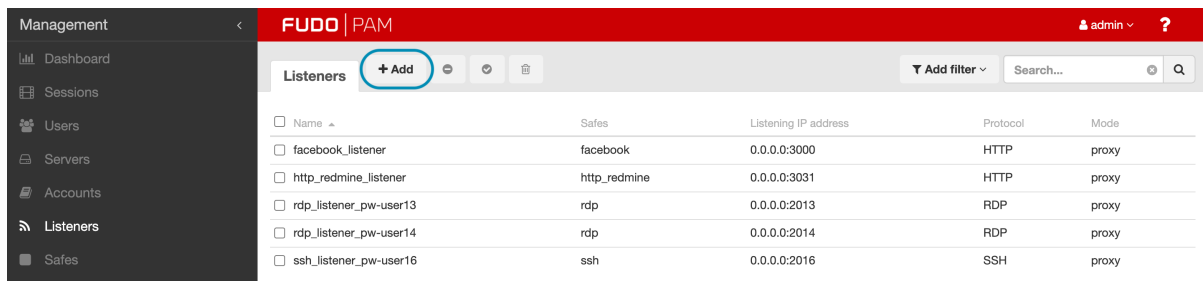 Management <
FUDO | PAM
admin
?
Dashboard
Sessions
Users
Servers
Accounts
Listeners
Safes
Listeners
+ Add
Add filter
Search...
Name Safes Listening IP address Protocol Mode
facebook_listener facebook 0.0.0.0:3000 HTTP proxy
http_redmine_listener http_redmine 0.0.0.0:3031 HTTP proxy
rdp_listener_pw-user13 rdp 0.0.0.0:2013 RDP proxy
rdp_listener_pw-user14 rdp 0.0.0.0:2014 RDP proxy
ssh_listener_pw-user16 ssh 0.0.0.0:2016 SSH proxy